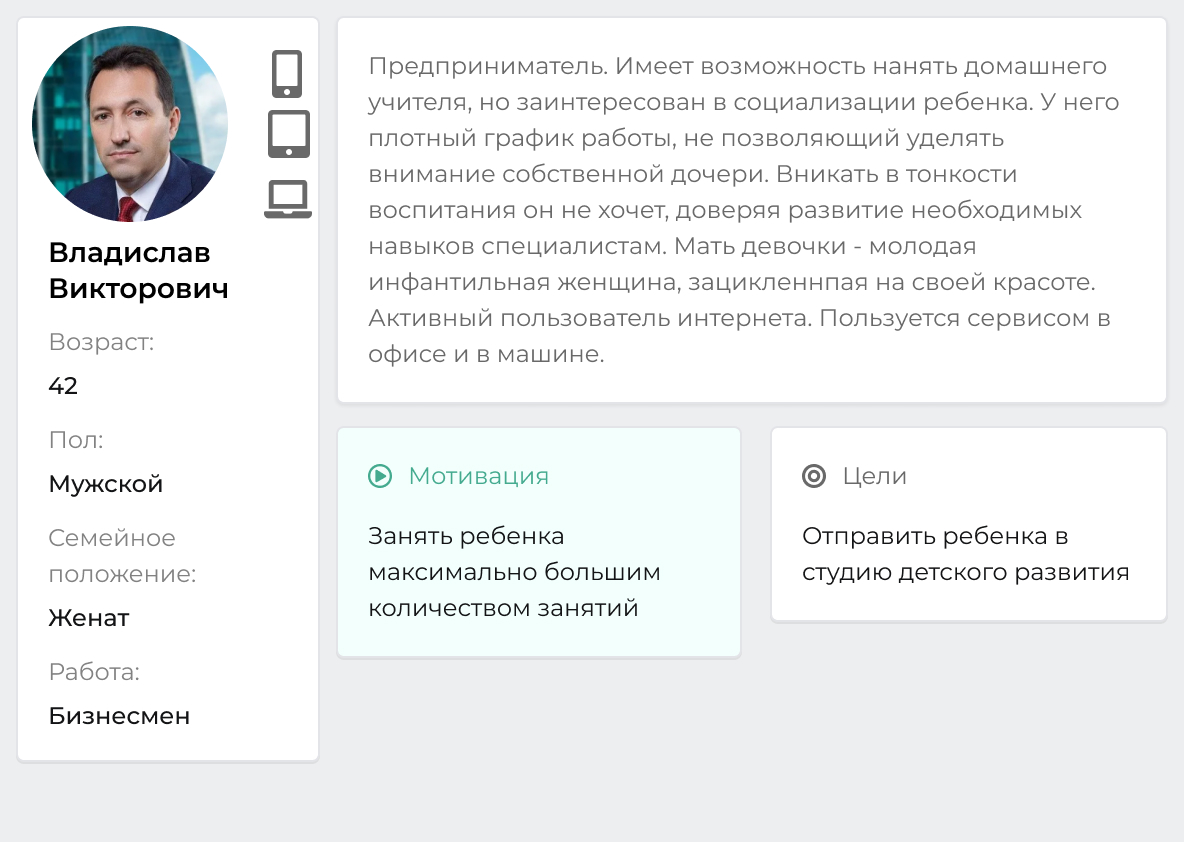 Владислав
Викторович
Возраст:
42
Пол:
Мужской
Семейное
положение:
Женат
Работа:
Бизнесмен
Предприниматель. Имеет возможность нанять домашнего
учителя, но заинтересован в социализации ребенка. У него
плотный график работы, не позволяющий уделять
внимание собственной дочери. Вникать в тонкости
воспитания он не хочет, доверяя развитие необходимых
навыков специалистам. Мать девочки - молодая
инфантильная женщина, зацикленнпая на своей красоте.
Активный пользователь интернета. Пользуется сервисом в
офисе и в машине.
Мотивация
Занять ребенка
максимально большим
количеством занятий
Цели
Отправить ребенка в
студию детского развития